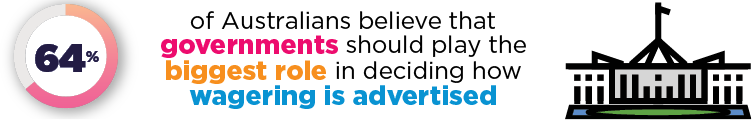 64%
of Australians believe that
governments should play the
biggest role in deciding how
wagering is advertised